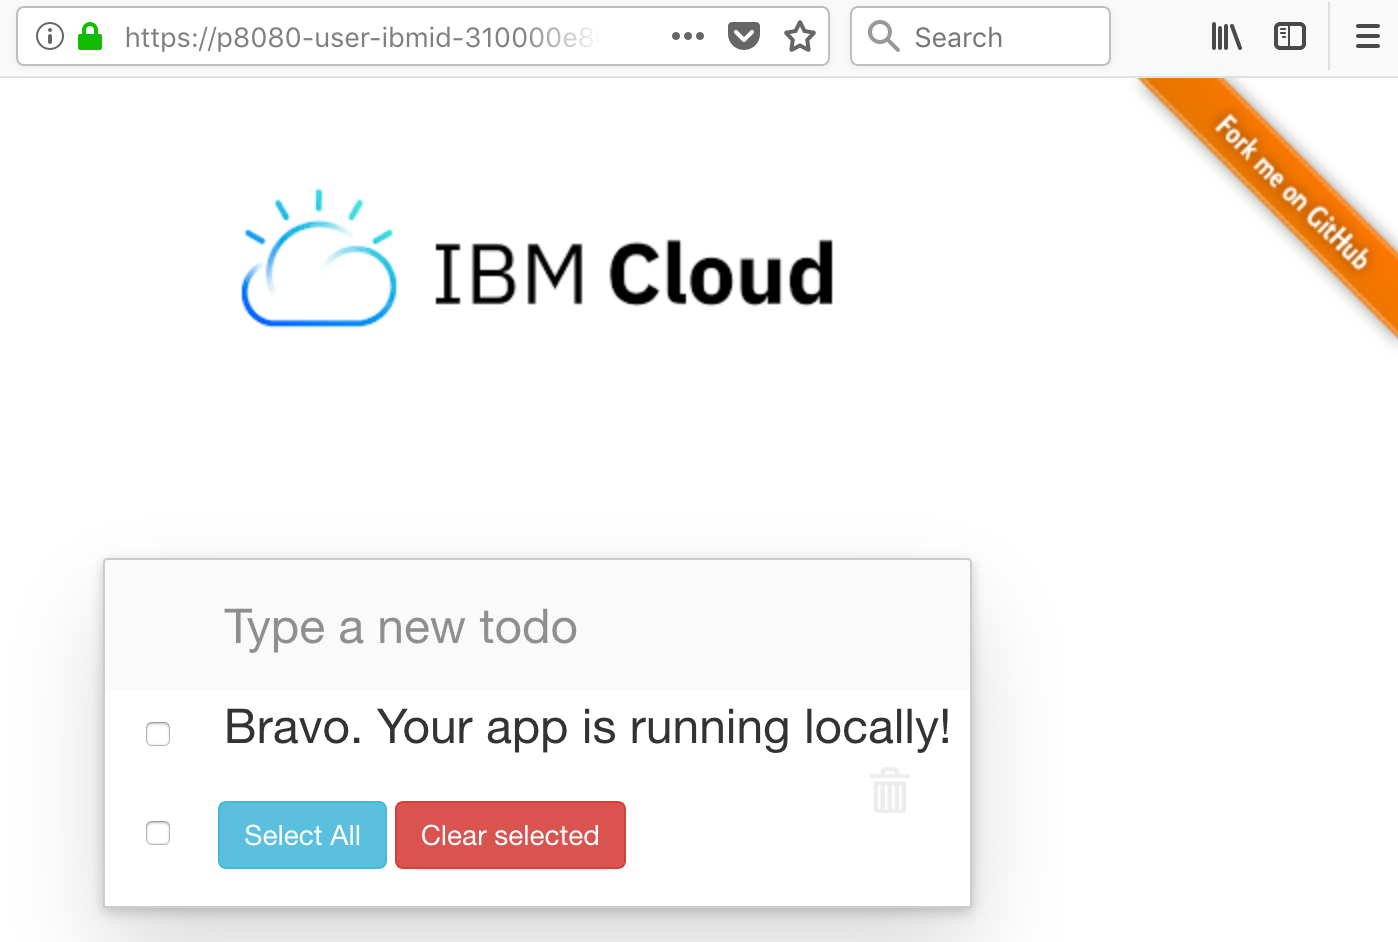 https://p8080-user-ibmid-310000e8
Search
Fork me on GitHub
IBM Cloud
Type a new todo
Bravo. Your app is running locally!
Select All
Clear selected